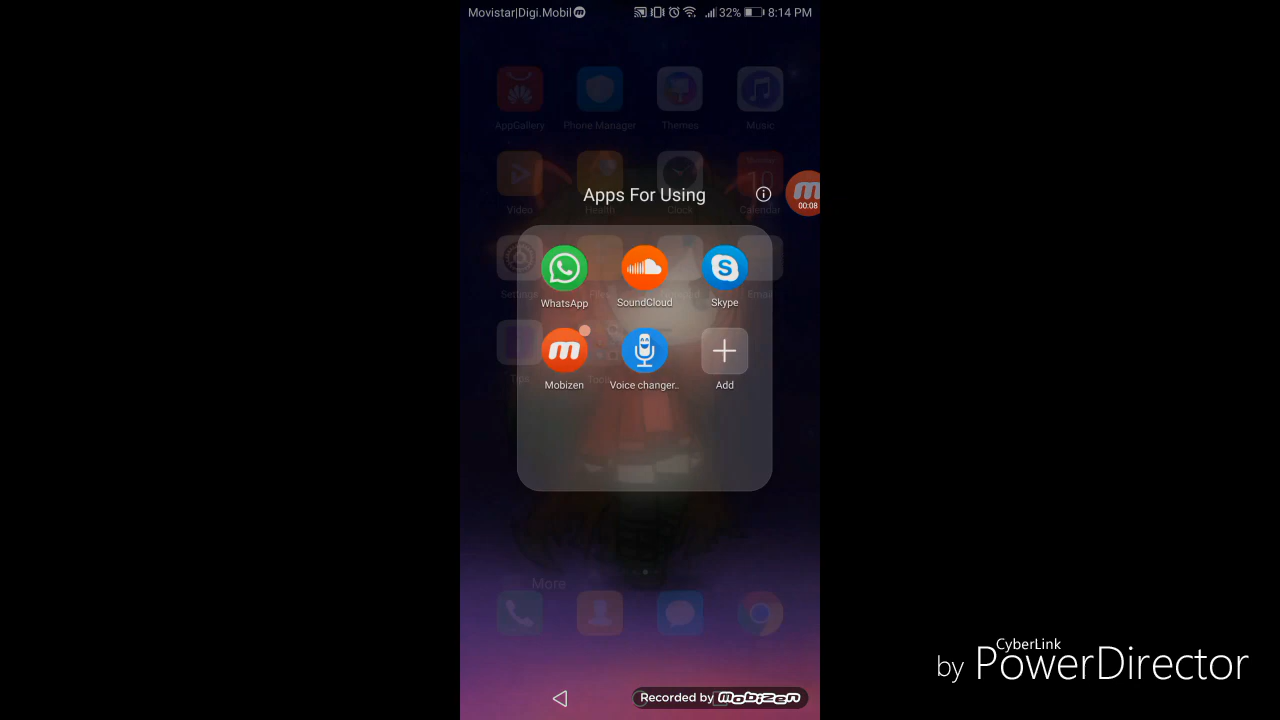 Movistar|Digi.Mobil
32% 8:14 PM
AppGallery Phone Manager Themes Music
Video Health Clock Calendar
10
Apps For Using
00:08
Settings Email
WhatsApp SoundCloud Skype
Tips Tools
Mobizen Voice changer.. Add
More
Recorded by mobizen
CyberLink
by PowerDirector